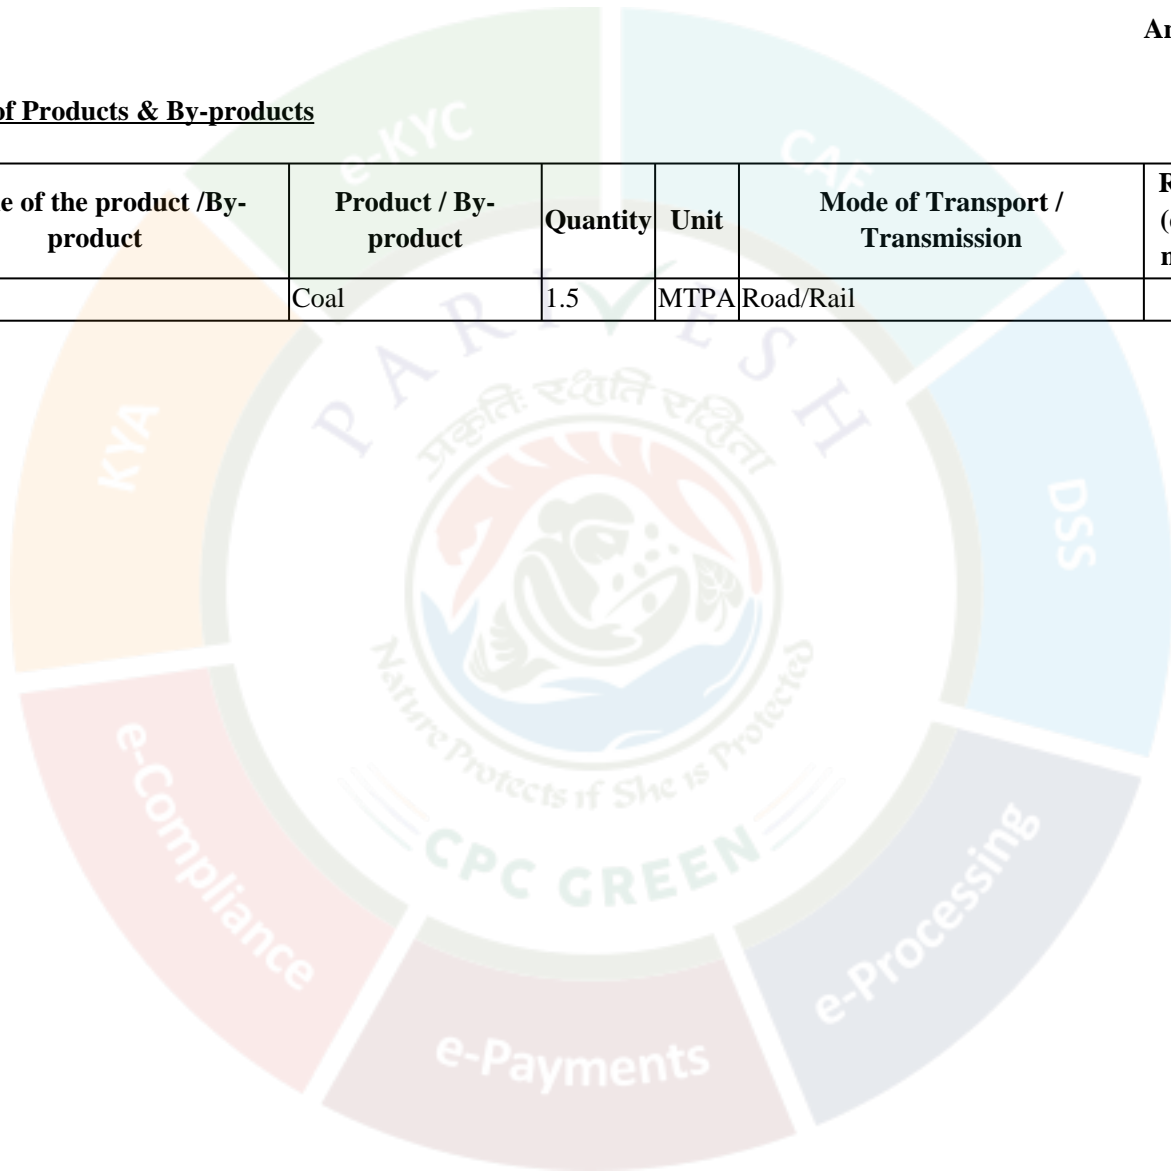 An
of Products & By-products
e of the product /By-
product
Product / By-
product
Quantity
Unit
Mode of Transport /
Transmission
R
(
n
Coal
1.5
MTPA
Road/Rail
e-KYC
CAF
KYA
DSS
PARIVESH
प्रकृतिः रक्षति रक्षिता
Nature Protects if She is Protected
CPC GREEN
e-Compliance
e-Processing
e-Payments